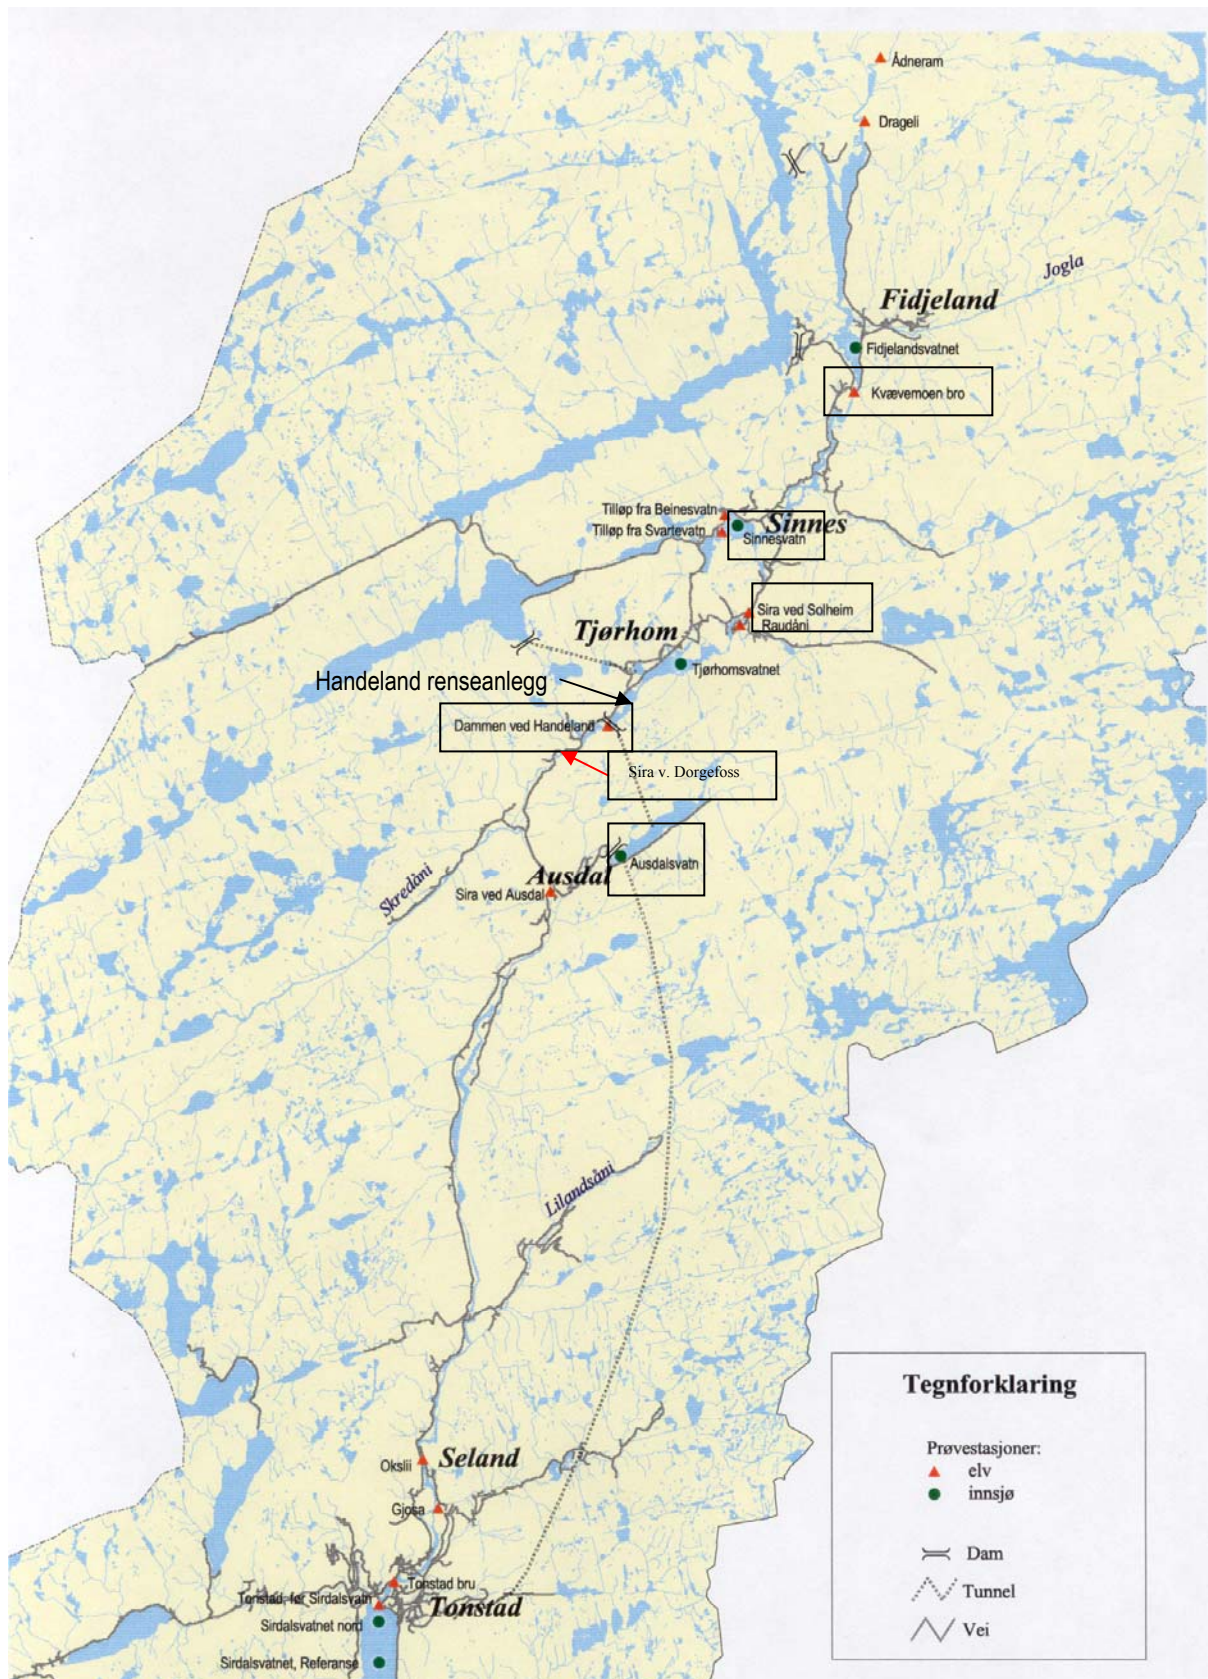 Ådneram
Drageli
Jogla
Fidjeland
Fidjelandsvatnet
Kvævemoen bro
Tilløp fra Beinesvatn
Sinnes
Tilløp fra Svartevatn
Sinnesvatn
Sira ved Solheim
Raudåni
Tjørhom
Tjørhomsvatnet
Handeland renseanlegg
Dammen ved Handeland
Sira v. Dorgefoss
Ausdalsvatn
Ausdal
Sira ved Ausdal
Skredåni
Lilandsåni
Tegnforklaring
Prøvestasjoner:
elv
innsjø
Dam
Tunnel
Vei
Seland
Okslii
Gjosa
Tonstad bru
Tonstad, før Sirdalsvatn
Tonstad
Sirdalsvatnet nord
Sirdalsvatnet, Referanse